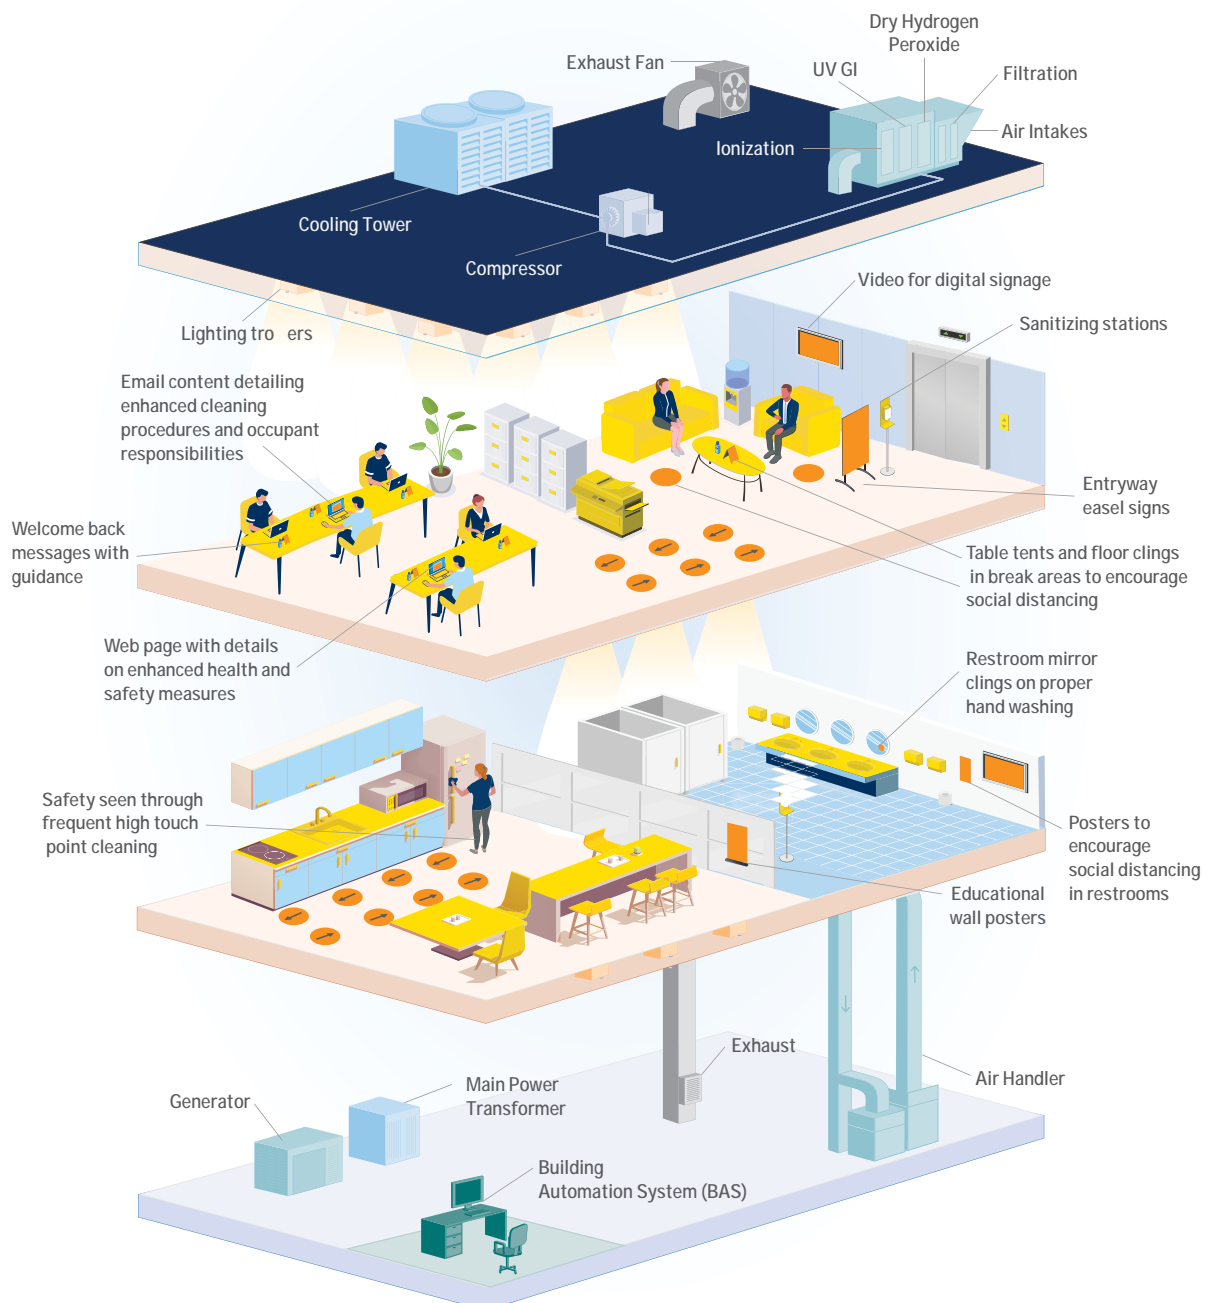 Dry Hydrogen
Peroxide
Exhaust Fan
UV GI
Filtration
Air Intakes
Ionization
Cooling Tower
Compressor
Video for digital signage
Sanitizing stations
Lighting tro ers
Email content detailing
enhanced cleaning
procedures and occupant
responsibilities
Entryway
easel signs
Welcome back
messages with
guidance
Table tents and floor clings
in break areas to encourage
social distancing
Web page with details
on enhanced health and
safety measures
Restroom mirror
clings on proper
hand washing
Safety seen through
frequent high touch
point cleaning
Posters to
encourage
social distancing
in restrooms
Educational
wall posters
Exhaust
Air Handler
Main Power
Transformer
Generator
Building
Automation System (BAS)